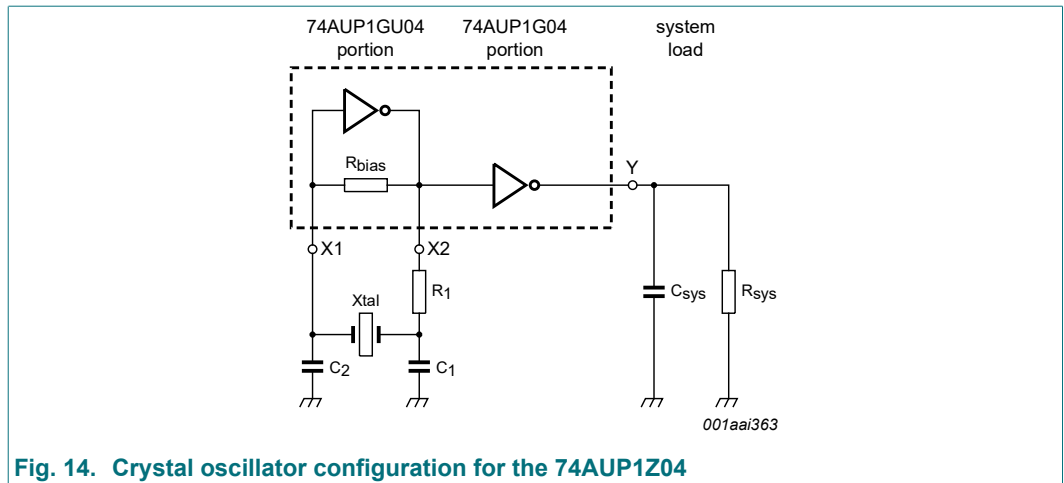 74AUP1GU04 portion
74AUP1G04 portion
system load
Rbias
Y
X1
X2
R1
Xtal
C2
C1
Csys
Rsys
001aai363
Fig. 14. Crystal oscillator configuration for the 74AUP1Z04